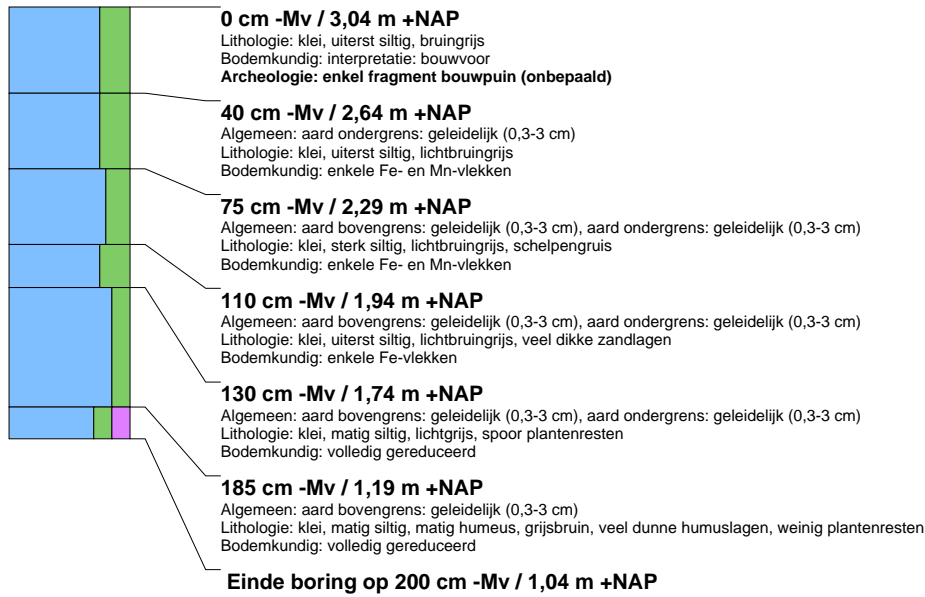 0 cm -Mv / 3,04 m +NAP
Lithologie: klei, uiterst siltig, bruingrijs
Bodemkundig: interpretatie: bouwvoor
Archeologie: enkel fragment bouwpuin (onbepaald)
40 cm -Mv / 2,64 m +NAP
Algemeen: aard ondergrens: geleidelijk (0,3-3 cm)
Lithologie: klei, uiterst siltig, lichtbruingrijs
Bodemkundig: enkele Fe- en Mn-vlekken
75 cm -Mv / 2,29 m +NAP
Algemeen: aard bovengrens: geleidelijk (0,3-3 cm), aard ondergrens: geleidelijk (0,3-3 cm)
Lithologie: klei, sterk siltig, lichtbruingrijs, schelpengruis
Bodemkundig: enkele Fe- en Mn-vlekken
110 cm -Mv / 1,94 m +NAP
Algemeen: aard bovengrens: geleidelijk (0,3-3 cm), aard ondergrens: geleidelijk (0,3-3 cm)
Lithologie: klei, uiterst siltig, lichtbruingrijs, veel dikke zandlagen
Bodemkundig: enkele Fe-vlekken
130 cm -Mv / 1,74 m +NAP
Algemeen: aard bovengrens: geleidelijk (0,3-3 cm), aard ondergrens: geleidelijk (0,3-3 cm)
Lithologie: klei, matig siltig, lichtgrijs, spoor plantenresten
Bodemkundig: volledig gereduceerd
185 cm -Mv / 1,19 m +NAP
Algemeen: aard bovengrens: geleidelijk (0,3-3 cm)
Lithologie: klei, matig siltig, matig humeus, grijsbruin, veel dunne humuslagen, weinig plantenresten
Bodemkundig: volledig gereduceerd
Einde boring op 200 cm -Mv / 1,04 m +NAP